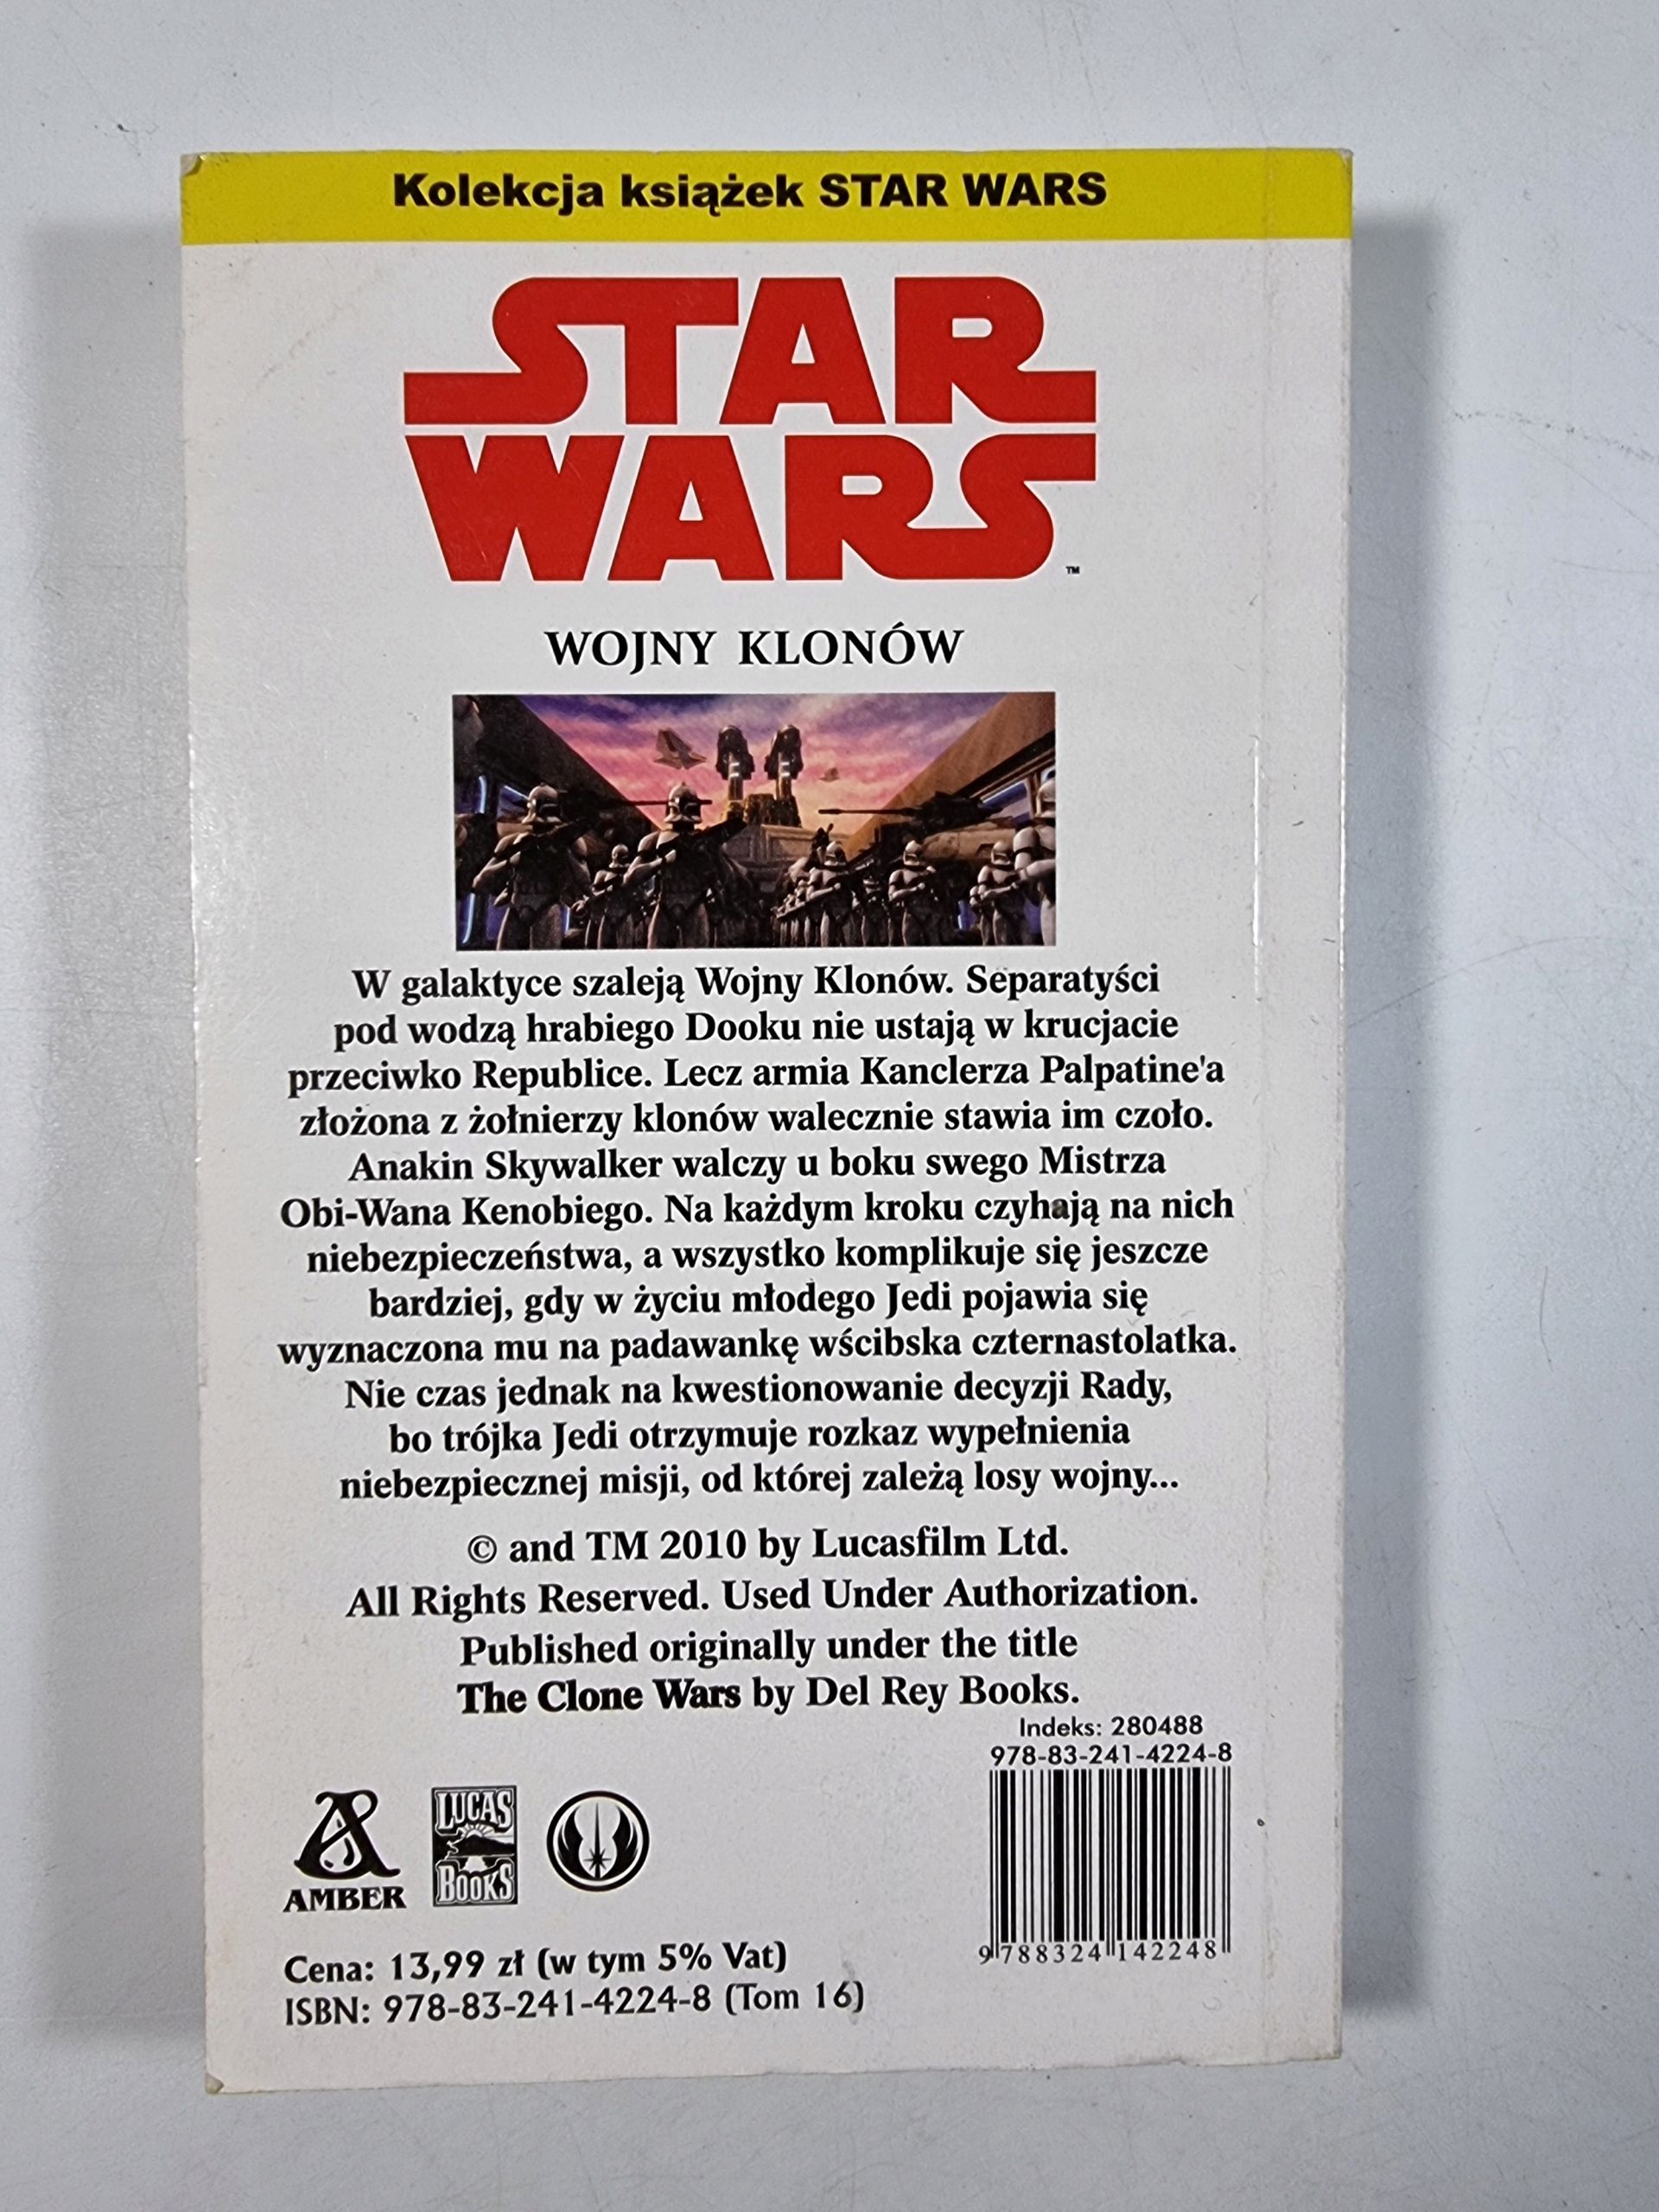 Kolekcja książek STAR WARS
STAR
WARS™
WOJNY KLONÓW
W galaktyce szaleją Wojny Klonów. Separatyści
pod wodzą hrabiego Dooku nie ustają w krucjacie
przeciwko Republice. Lecz armia Kanclerza Palpatine'a
złożona z żołnierzy klonów walecznie stawia im czoło.
Anakin Skywalker walczy u boku swego Mistrza
Obi-Wana Kenobiego. Na każdym kroku czyhają na nich
niebezpieczeństwa, a wszystko komplikuje się jeszcze
bardziej, gdy w życiu młodego Jedi pojawia się
wyznaczona mu na padawankę wścibska czternastolatka.
Nie czas jednak na kwestionowanie decyzji Rady,
bo trójka Jedi otrzymuje rozkaz wypełnienia
niebezpiecznej misji, od której zależą losy wojny...
© and TM 2010 by Lucasfilm Ltd.
All Rights Reserved. Used Under Authorization.
Published originally under the title
The Clone Wars by Del Rey Books.
Indeks: 280488
978-83-241-4224-8
9 788324 142248
AMBER
LUCAS
BOOKS
Cena: 13,99 zł (w tym 5% Vat)
ISBN: 978-83-241-4224-8 (Tom 16)